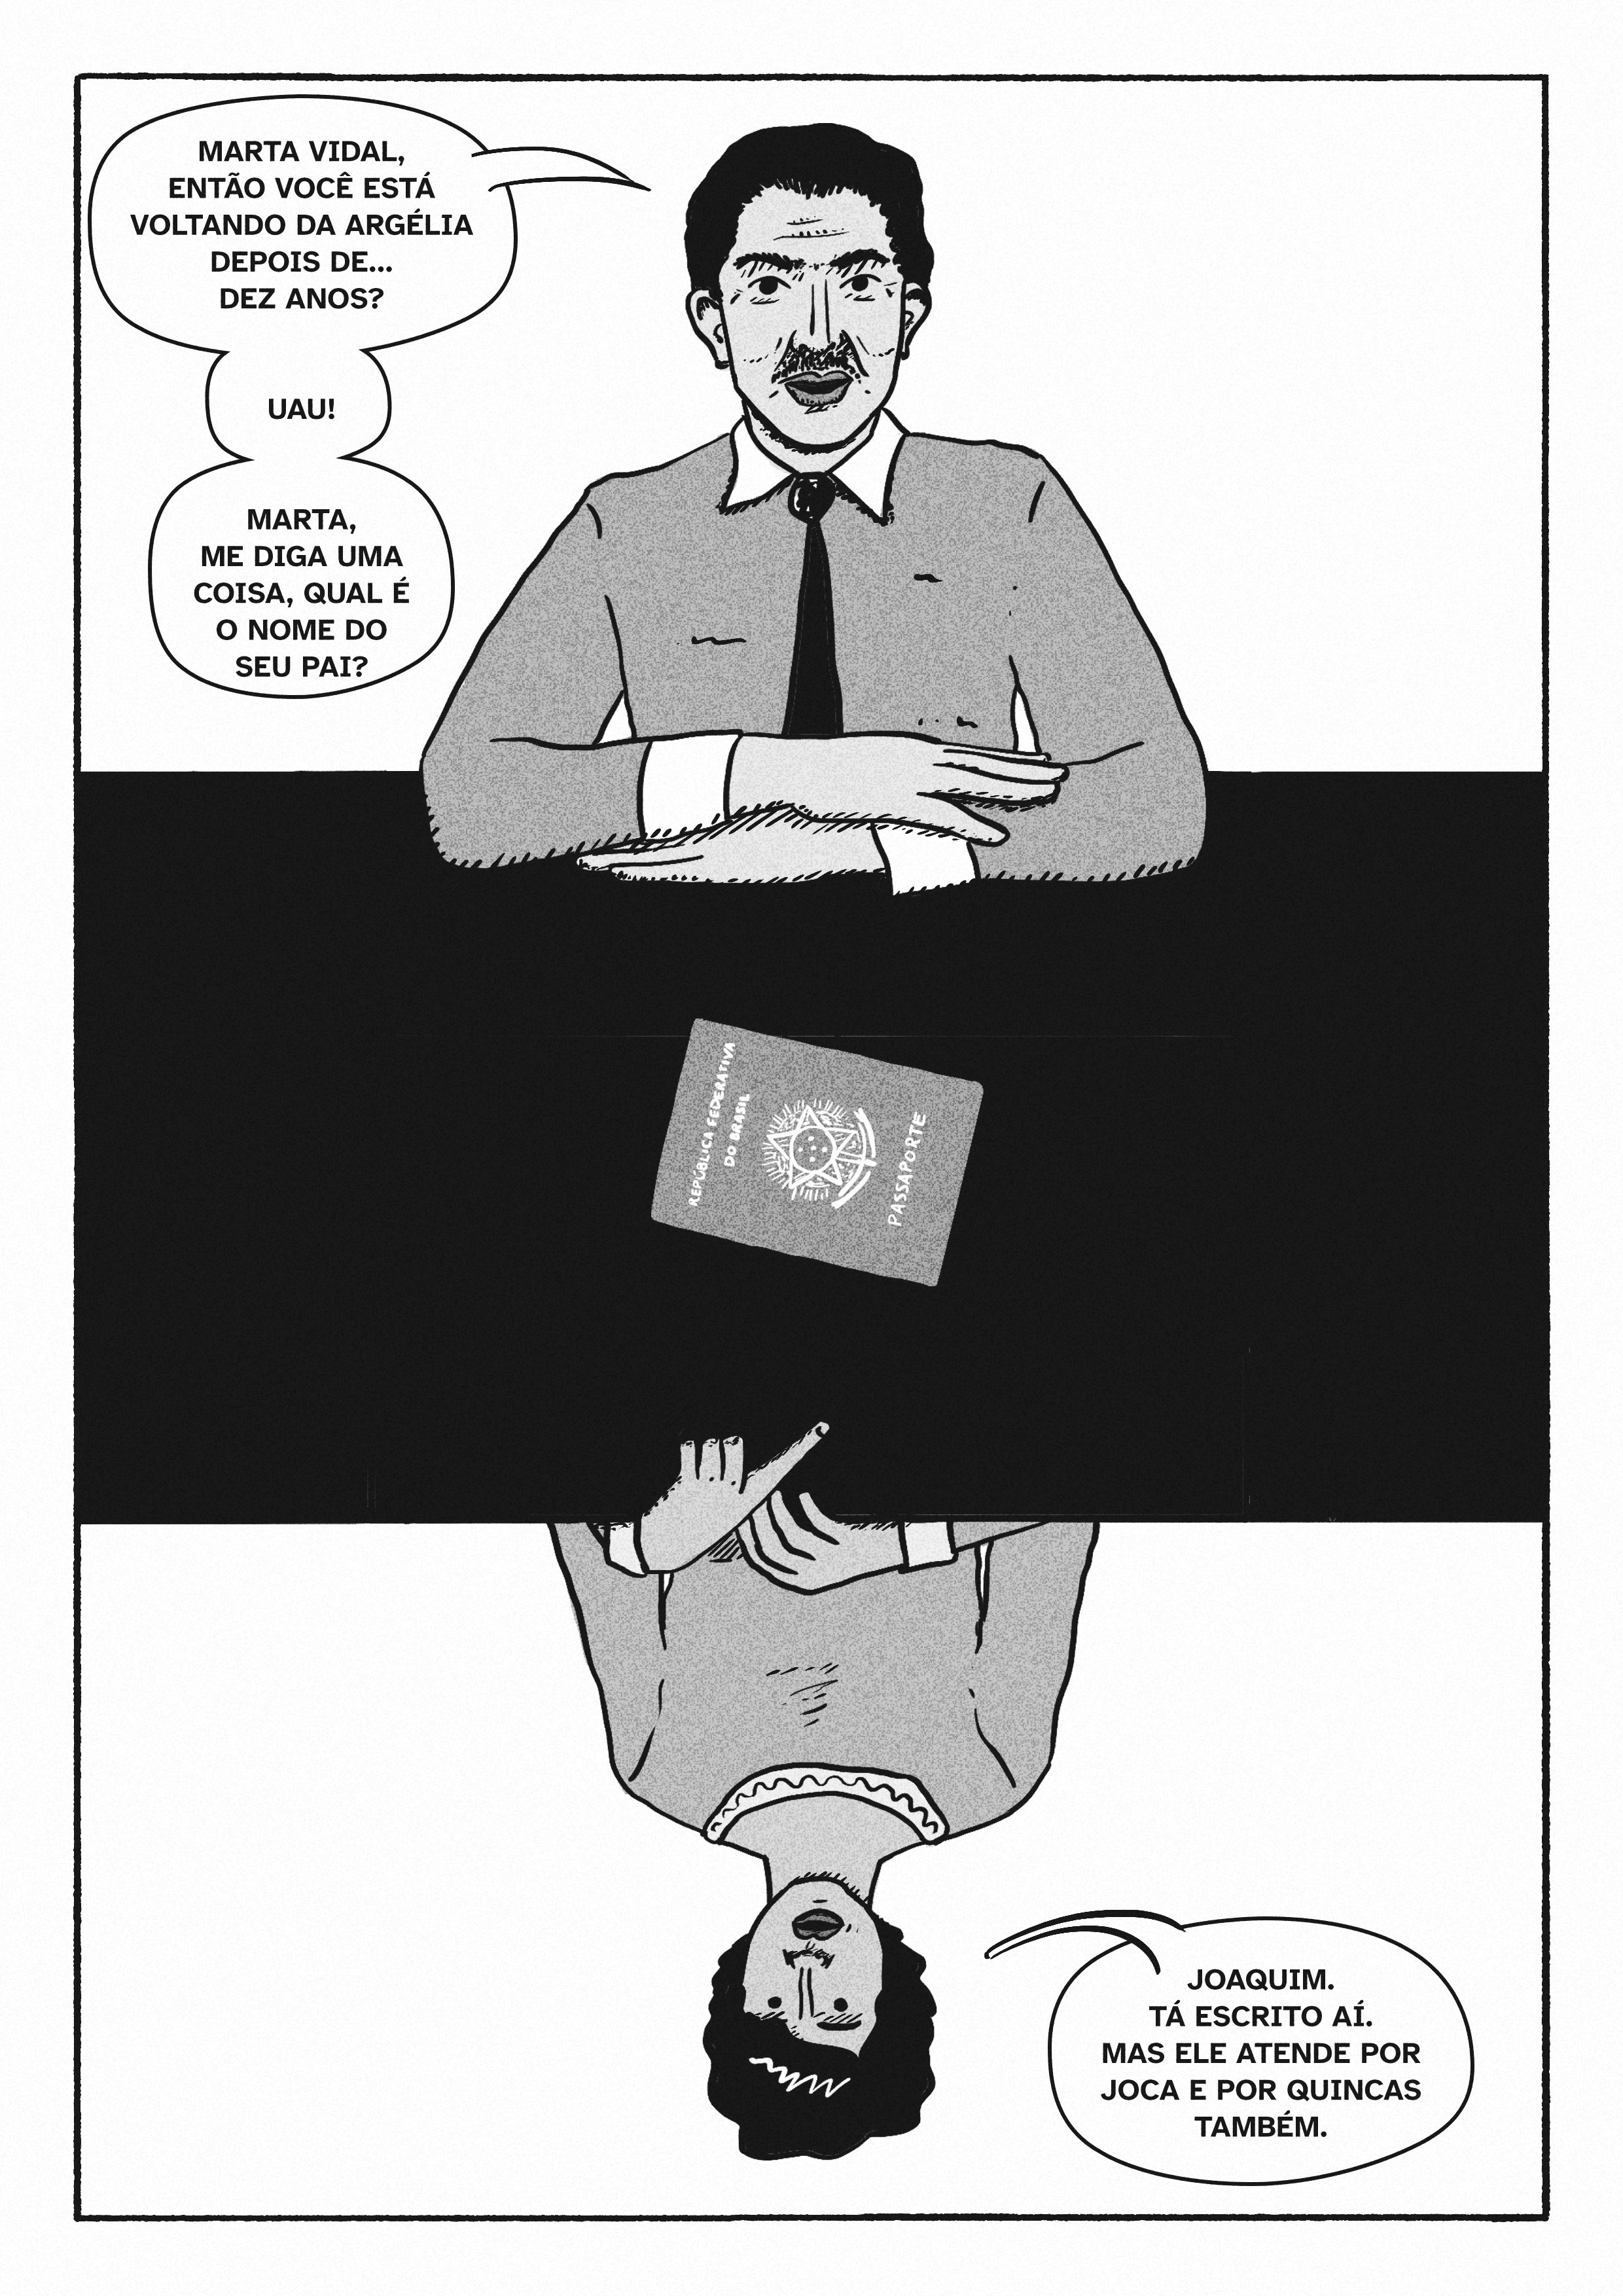 MARTA VIDAL,
ENTÃO VOCÊ ESTÁ
VOLTANDO DA ARGÉLIA
DEPOIS DE...
DEZ ANOS?
UAU!
MARTA,
ME DIGA UMA
COISA, QUAL É
O NOME DO
SEU PAI?
REPÚBLICA FEDERATIVA
DO BRASIL
PASSAPORTE
JOAQUIM.
TÁ ESCRITO AÍ.
MAS ELE ATENDE POR
JOCA E POR QUINCAS
TAMBÉM.